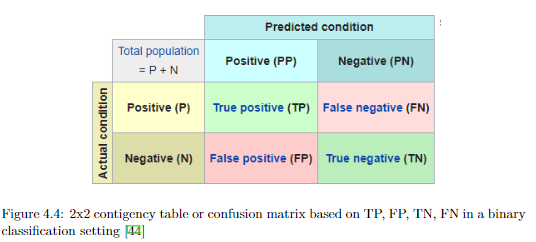 Predicted condition
Total population
= P + N
Positive (PP)
Negative (PN)
Actual condition
Positive (P)
True positive (TP)
False negative (FN)
Negative (N)
False positive (FP)
True negative (TN)
Figure 4.4: 2x2 contigency table or confusion matrix based on TP, FP, TN, FN in a binary
classification setting [44]